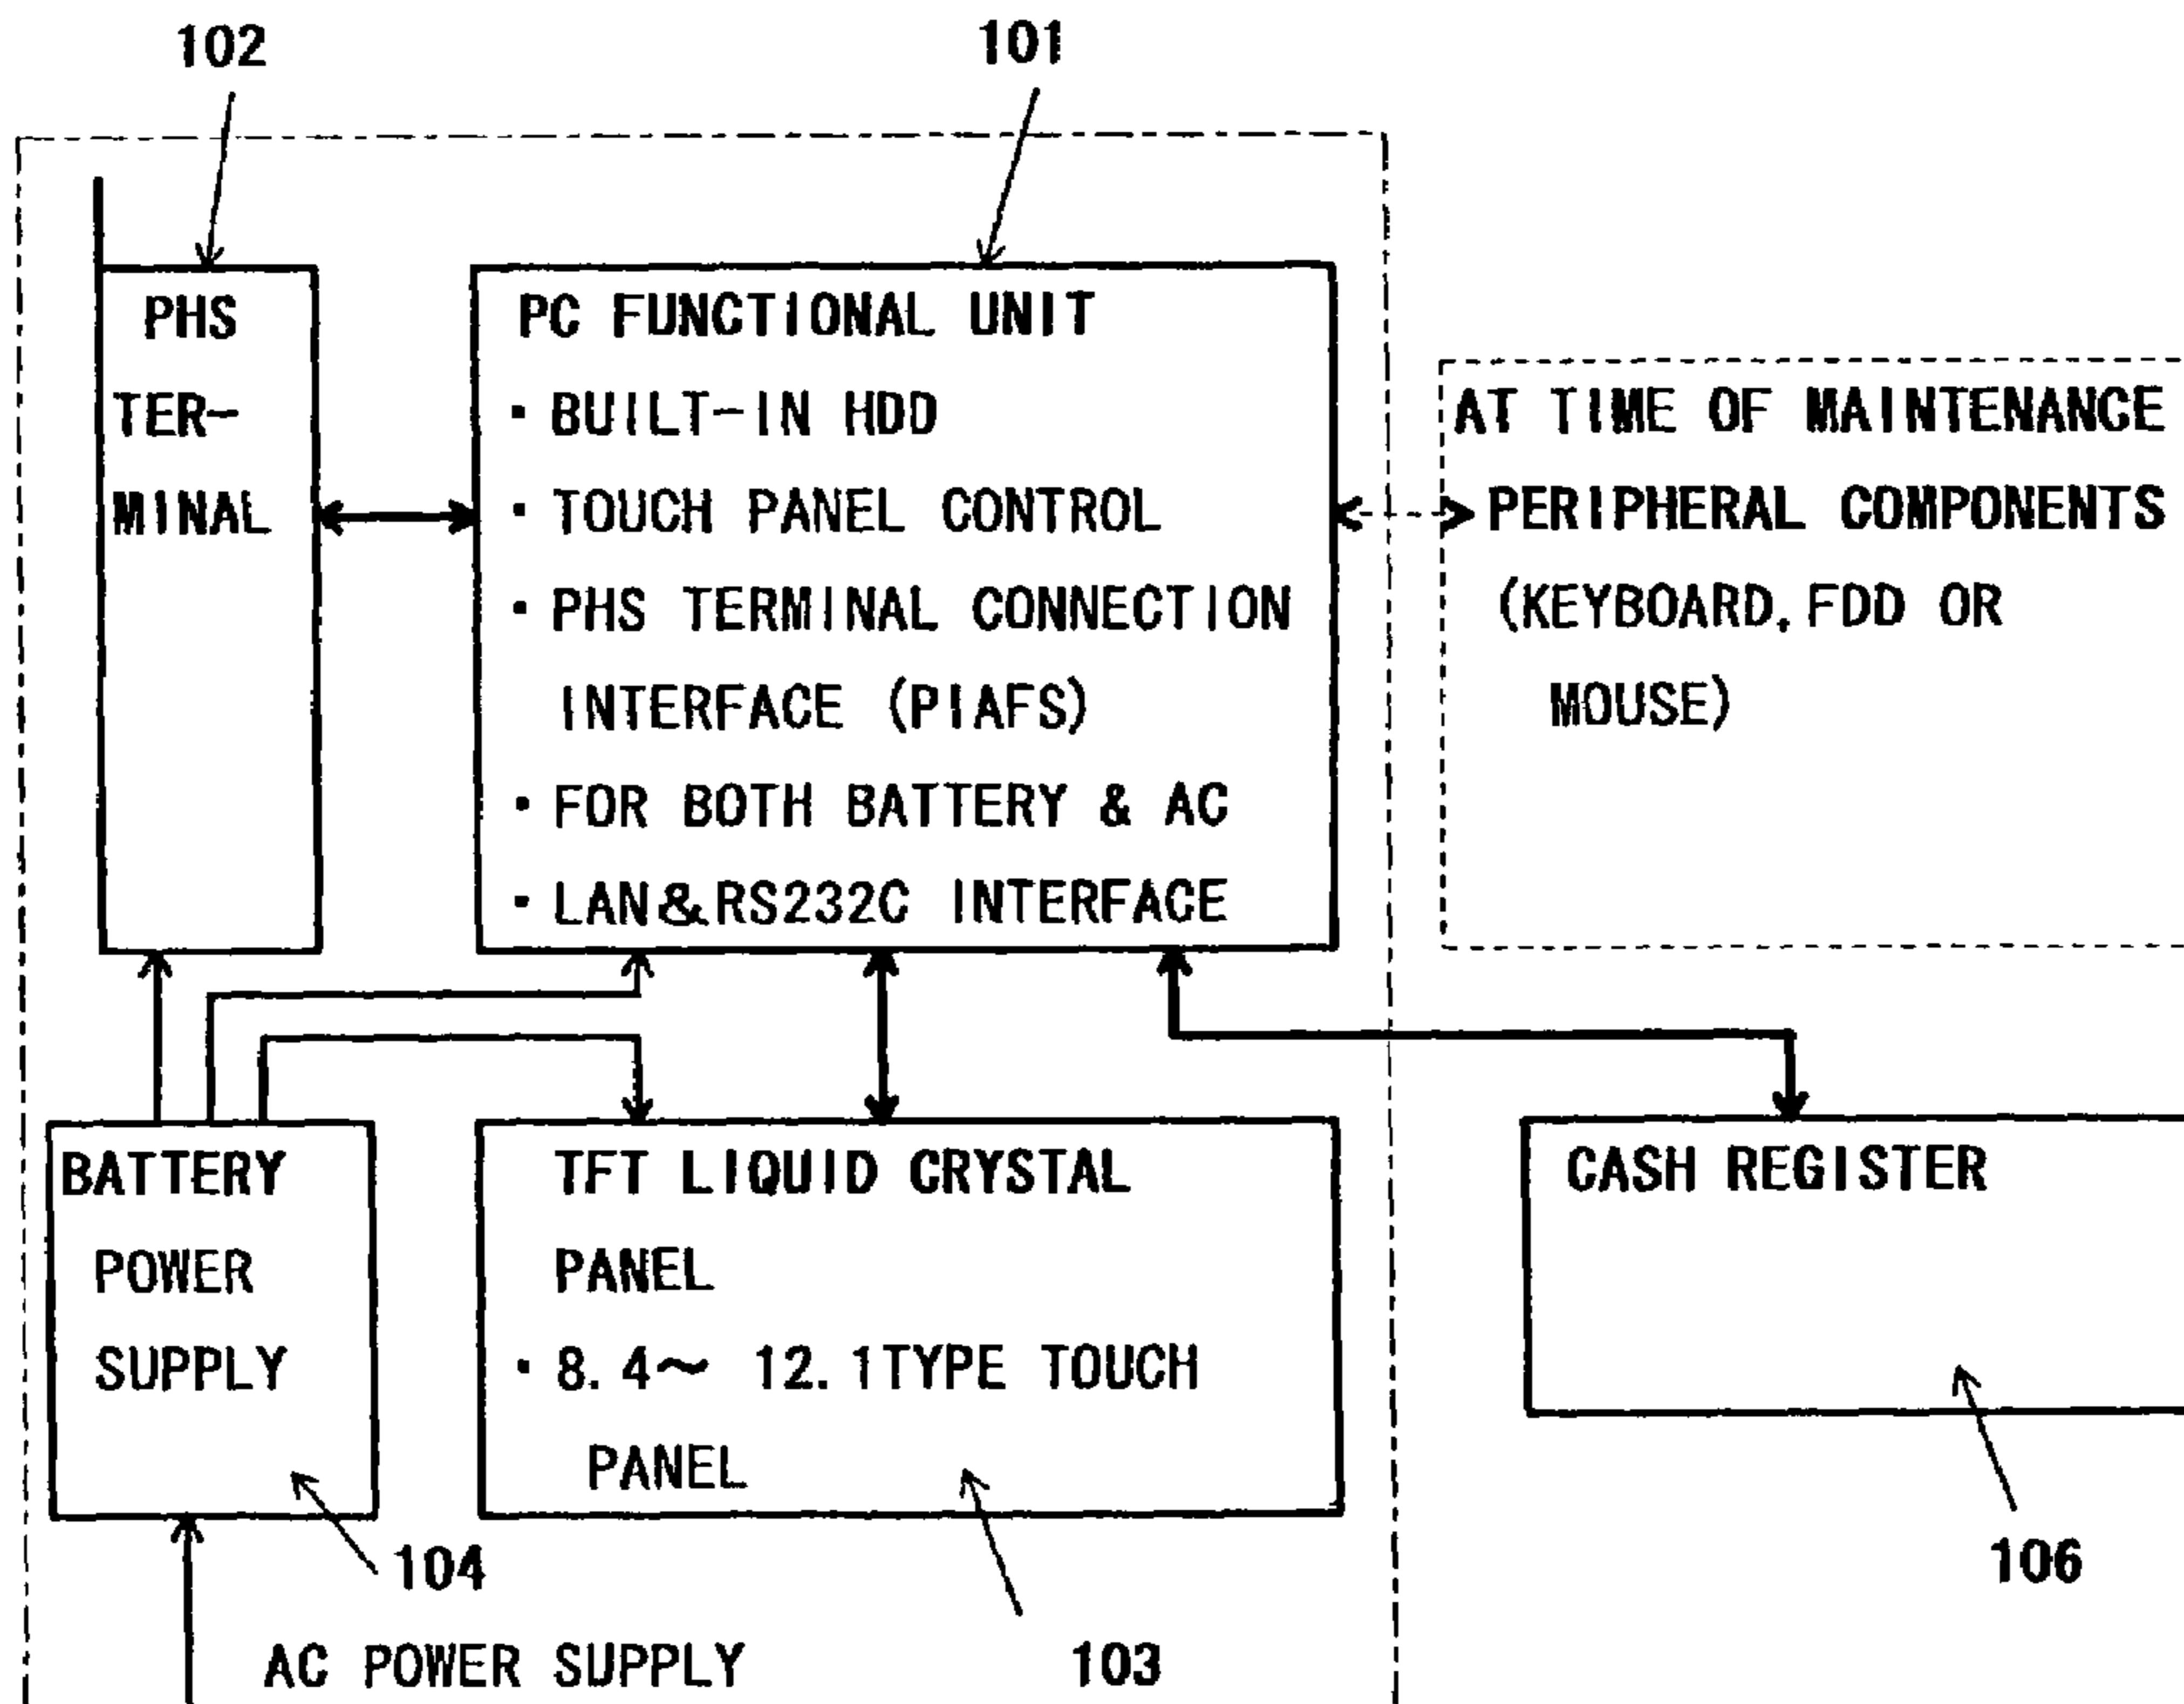 102
101
PHS
TER-
MINAL
PC FUNCTIONAL UNIT
・BUILT-IN HDD
・TOUCH PANEL CONTROL
・PHS TERMINAL CONNECTION
INTERFACE (PIAFS)
・FOR BOTH BATTERY & AC
・LAN&RS232C INTERFACE
AT TIME OF MAINTENANCE
PERIPHERAL COMPONENTS
(KEYBOARD, FDD OR
MOUSE)
BATTERY
POWER
SUPPLY
TFT LIQUID CRYSTAL
PANEL
・8.4～ 12.1TYPE TOUCH
PANEL
CASH REGISTER
104
106
AC POWER SUPPLY
103